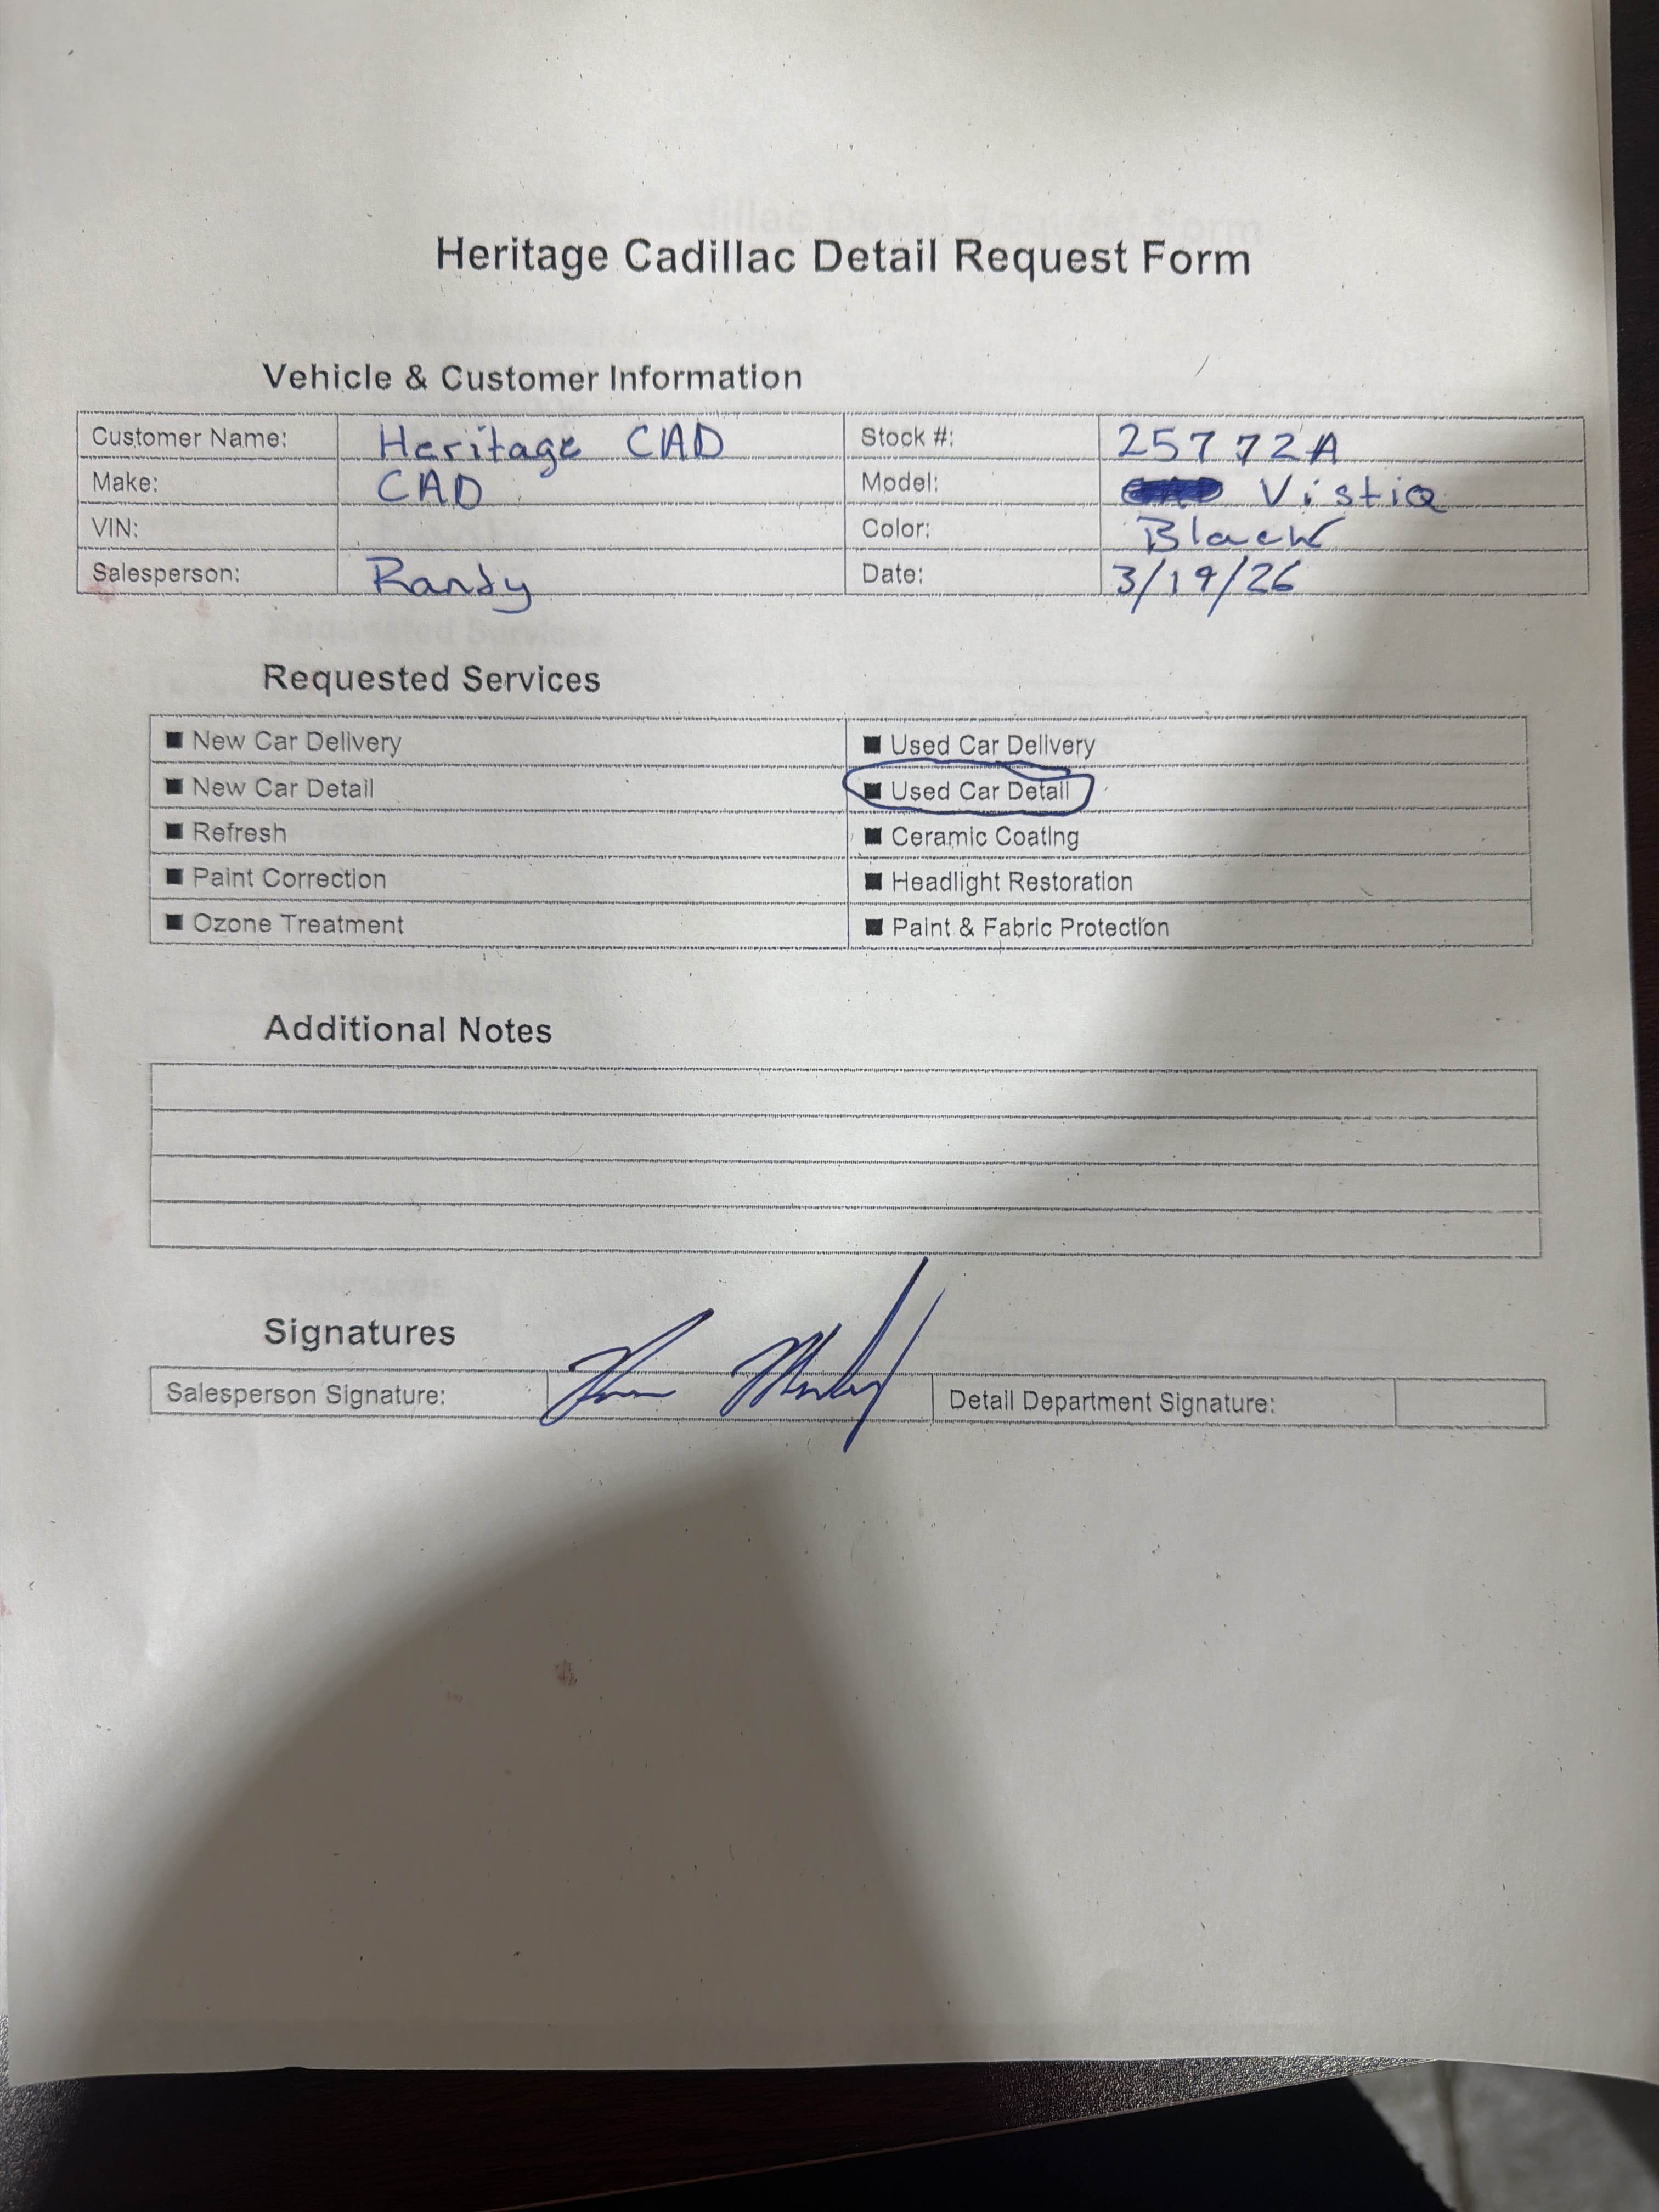 Heritage Cadillac Detail Request Form
Vehicle & Customer Information
Customer Name: Heritage CAD Stock #: 25772A
Make: CAD Model: Vistiq
VIN: Color: Black
Salesperson: Randy Date: 3/19/26
Requested Services
■ New Car Delivery ■ Used Car Delivery
■ New Car Detail ■ Used Car Detail
■ Refresh ■ Ceramic Coating
■ Paint Correction ■ Headlight Restoration
■ Ozone Treatment ■ Paint & Fabric Protection
Additional Notes
Signatures
Salesperson Signature: Detail Department Signature: